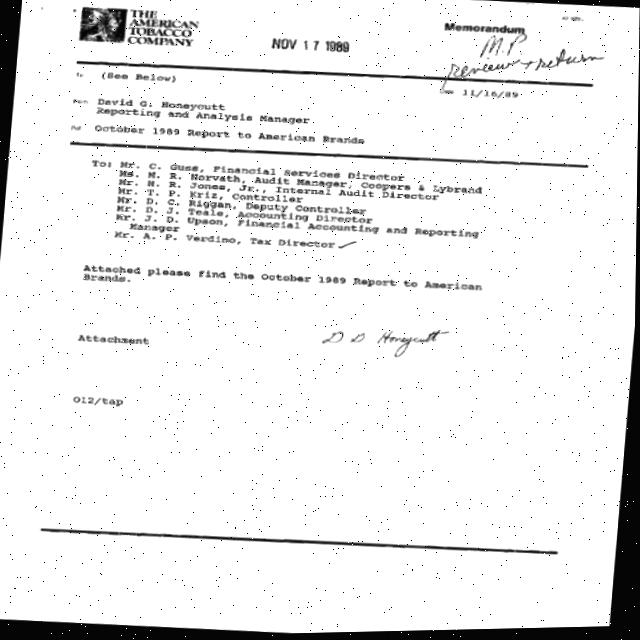 THE
AMERICAN
TOBACCO
COMPANY
Memorandum
NOV 17 1989
M.P
review + return
To (See Below)
Date 11/16/89
From David G. Honeycutt
Reporting and Analysis Manager
Re: October 1989 Report to American Brands
To: Mr. C. Guss, Financial Services Director
Ms. M. R. Horvath, Audit Manager, Coopers & Lybrand
Mr. H. R. Jones, Jr., Internal Audit Director
Mr. T. P. Kriz, Controller
Mr. D. C. Riggan, Deputy Controller
Mr. D. J. Teale, Accounting Director
Mr. J. D. Upson, Financial Accounting and Reporting
Manager
Mr. A. P. Verdino, Tax Director
Attached please find the October 1989 Report to American
Brands.
Attachment
D G Honeycutt
012/tap